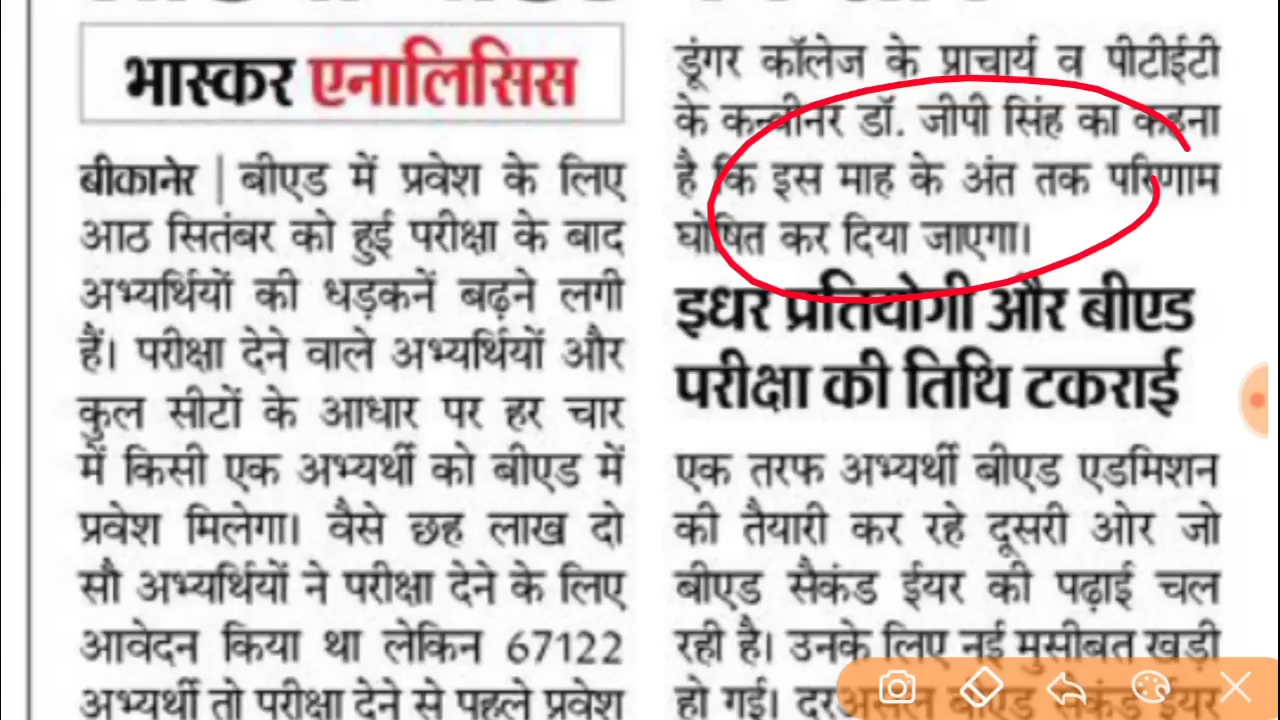 भास्कर एनालिसिस
बीकानेर | बीएड में प्रवेश के लिए
आठ सितंबर को हुई परीक्षा के बाद
अभ्यर्थियों की धड़कनें बढ़ने लगी
हैं। परीक्षा देने वाले अभ्यर्थियों और
कुल सीटों के आधार पर हर चार
में किसी एक अभ्यर्थी को बीएड में
प्रवेश मिलेगा। वैसे छह लाख दो
सौ अभ्यर्थियों ने परीक्षा देने के लिए
आवेदन किया था लेकिन 67122
अभ्यर्थी तो परीक्षा देने से पहले प्रवेश
डूंगर कॉलेज के प्राचार्य व पीटीईटी
के कन्वीनर डॉ. जीपी सिंह का कहना
है कि इस माह के अंत तक परिणाम
घोषित कर दिया जाएगा।
इधर प्रतियोगी और बीएड
परीक्षा की तिथि टकराई
एक तरफ अभ्यर्थी बीएड एडमिशन
की तैयारी कर रहे दूसरी ओर जो
बीएड सैकंड ईयर की पढ़ाई चल
रही है। उनके लिए नई मुसीबत खड़ी
हो गई। दरअसल बीएड सैकंड ईयर